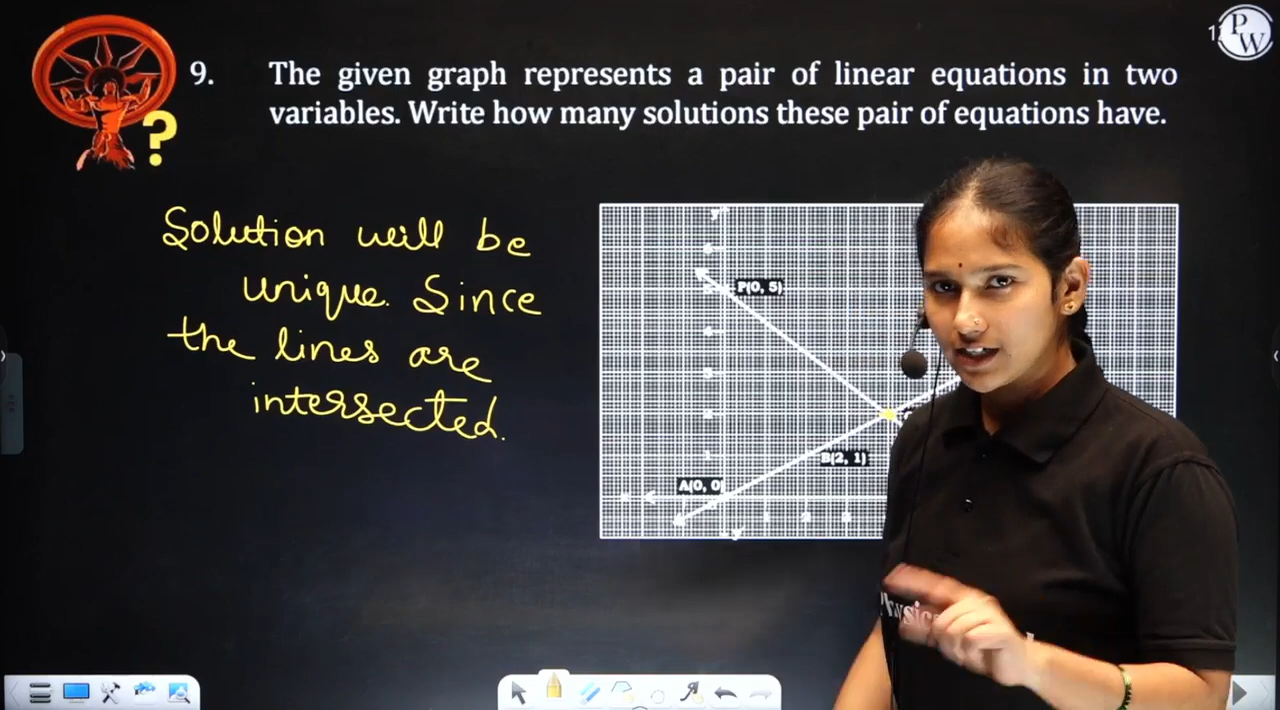 PW
9. The given graph represents a pair of linear equations in two
variables. Write how many solutions these pair of equations have.
Solution will be
unique. Since
the lines are
intersected.
P(0, 5)
B(2, 1)
A(0, 0)